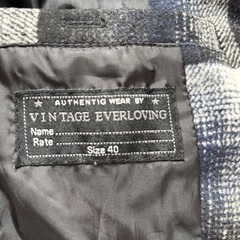 AUTHENTIC WEAR BY
VINTAGE EVERLOVING
Name
Rate
Size 40